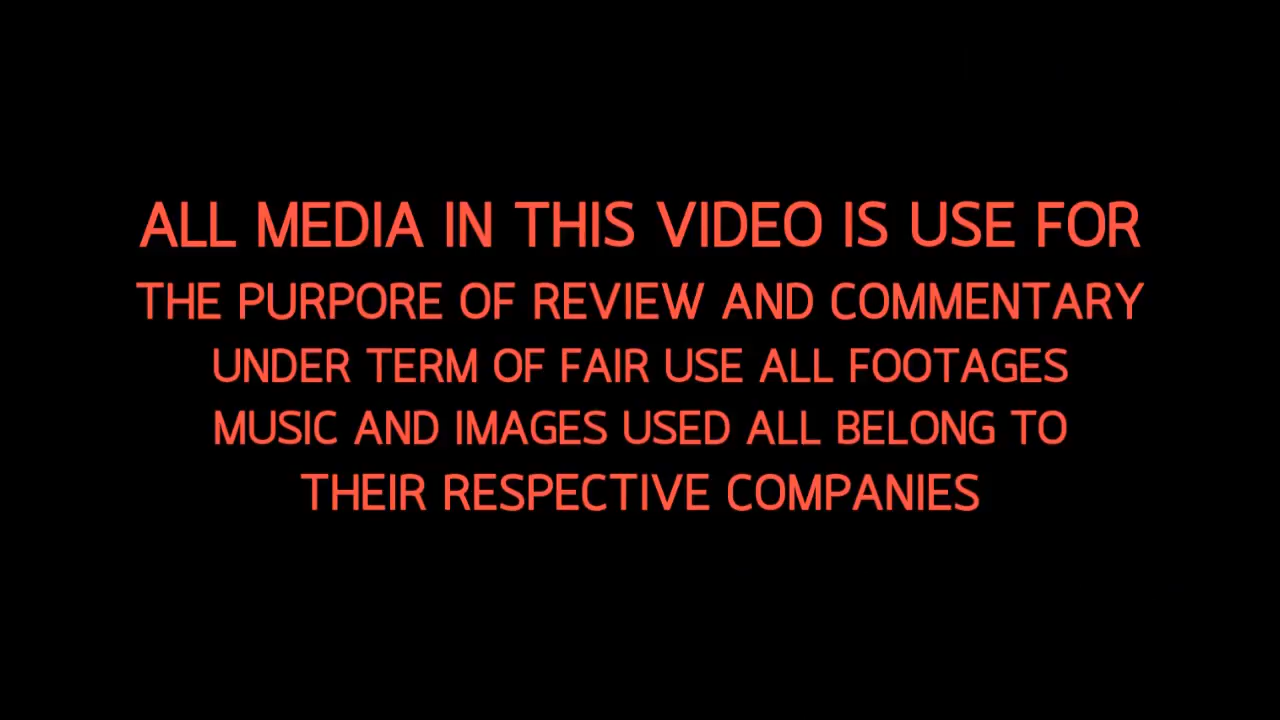 ALL MEDIA IN THIS VIDEO IS USE FOR
THE PURPORE OF REVIEW AND COMMENTARY
UNDER TERM OF FAIR USE ALL FOOTAGES
MUSIC AND IMAGES USED ALL BELONG TO
THEIR RESPECTIVE COMPANIES